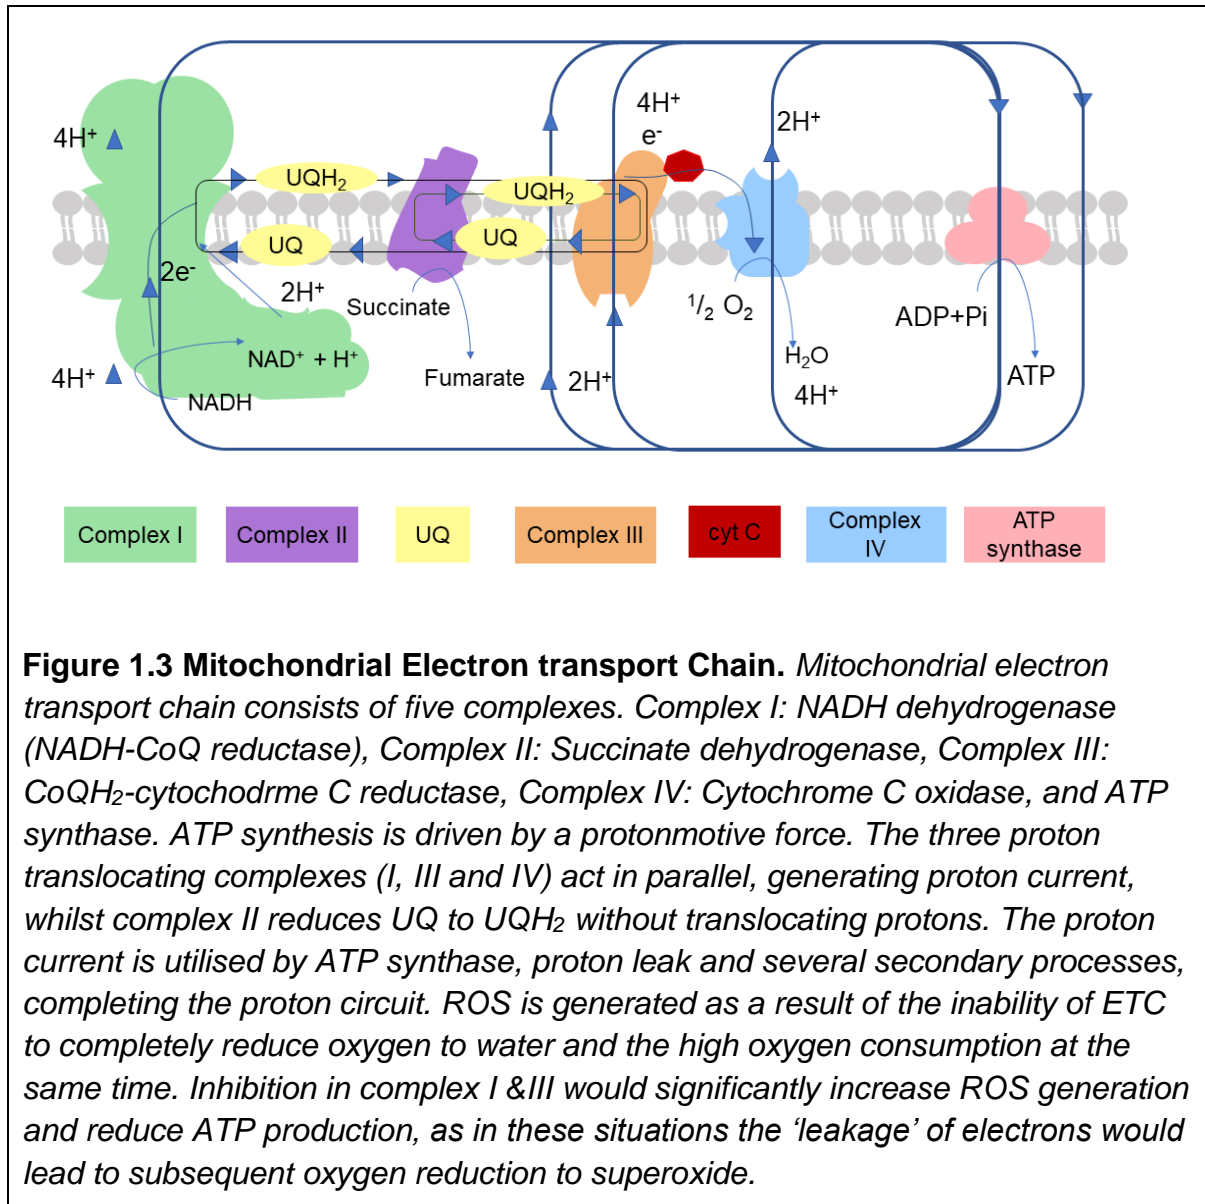 4H⁺
e⁻
2H⁺
4H⁺
UQH₂
UQH₂
UQ
UQ
2e⁻
2H⁺
Succinate
½ O₂
ADP+Pi
NAD⁺ + H⁺
H₂O
4H⁺
Fumarate
2H⁺
4H⁺
ATP
NADH
Complex I
Complex II
UQ
Complex III
cyt C
Complex
IV
ATP
synthase
Figure 1.3 Mitochondrial Electron transport Chain. Mitochondrial electron
transport chain consists of five complexes. Complex I: NADH dehydrogenase
(NADH-CoQ reductase), Complex II: Succinate dehydrogenase, Complex III:
CoQH₂-cytochodrme C reductase, Complex IV: Cytochrome C oxidase, and ATP
synthase. ATP synthesis is driven by a protonmotive force. The three proton
translocating complexes (I, III and IV) act in parallel, generating proton current,
whilst complex II reduces UQ to UQH₂ without translocating protons. The proton
current is utilised by ATP synthase, proton leak and several secondary processes,
completing the proton circuit. ROS is generated as a result of the inability of ETC
to completely reduce oxygen to water and the high oxygen consumption at the
same time. Inhibition in complex I &III would significantly increase ROS generation
and reduce ATP production, as in these situations the ‘leakage’ of electrons would
lead to subsequent oxygen reduction to superoxide.